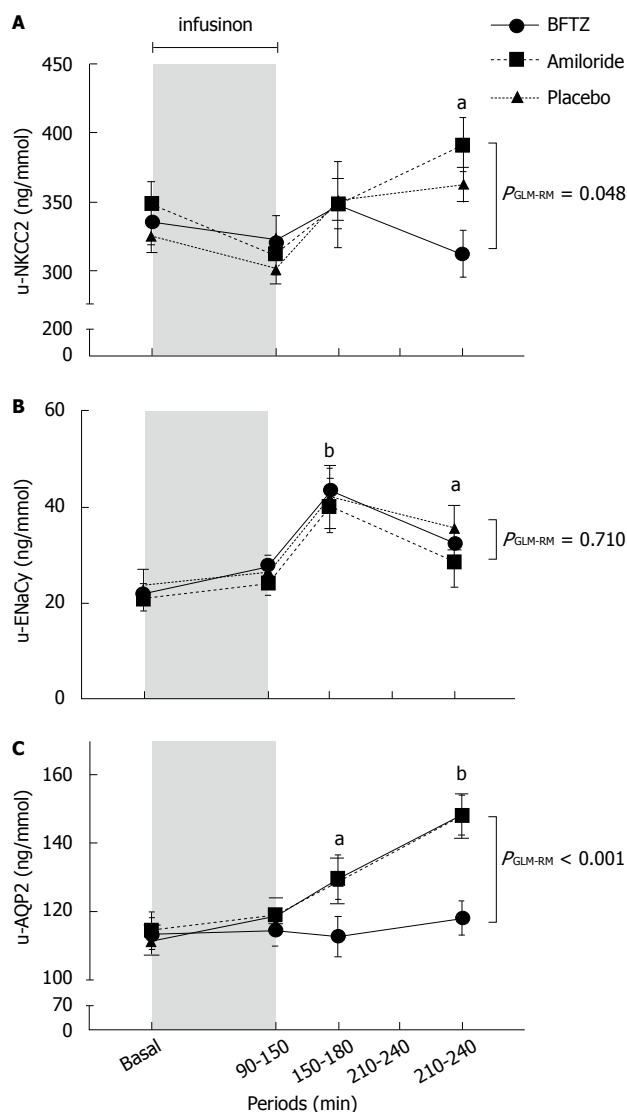 A
infusinon
BFTZ
Amiloride
Placebo
450
400
350
300
200
0
u-NKCC2 (ng/mmol)
a
PGLM-RM = 0.048
B
60
40
20
0
u-ENaCy (ng/mmol)
b
a
PGLM-RM = 0.710
C
160
140
120
100
70
0
u-AQP2 (ng/mmol)
a
b
PGLM-RM < 0.001
Basal
90-150
150-180
210-240
210-240
Periods (min)